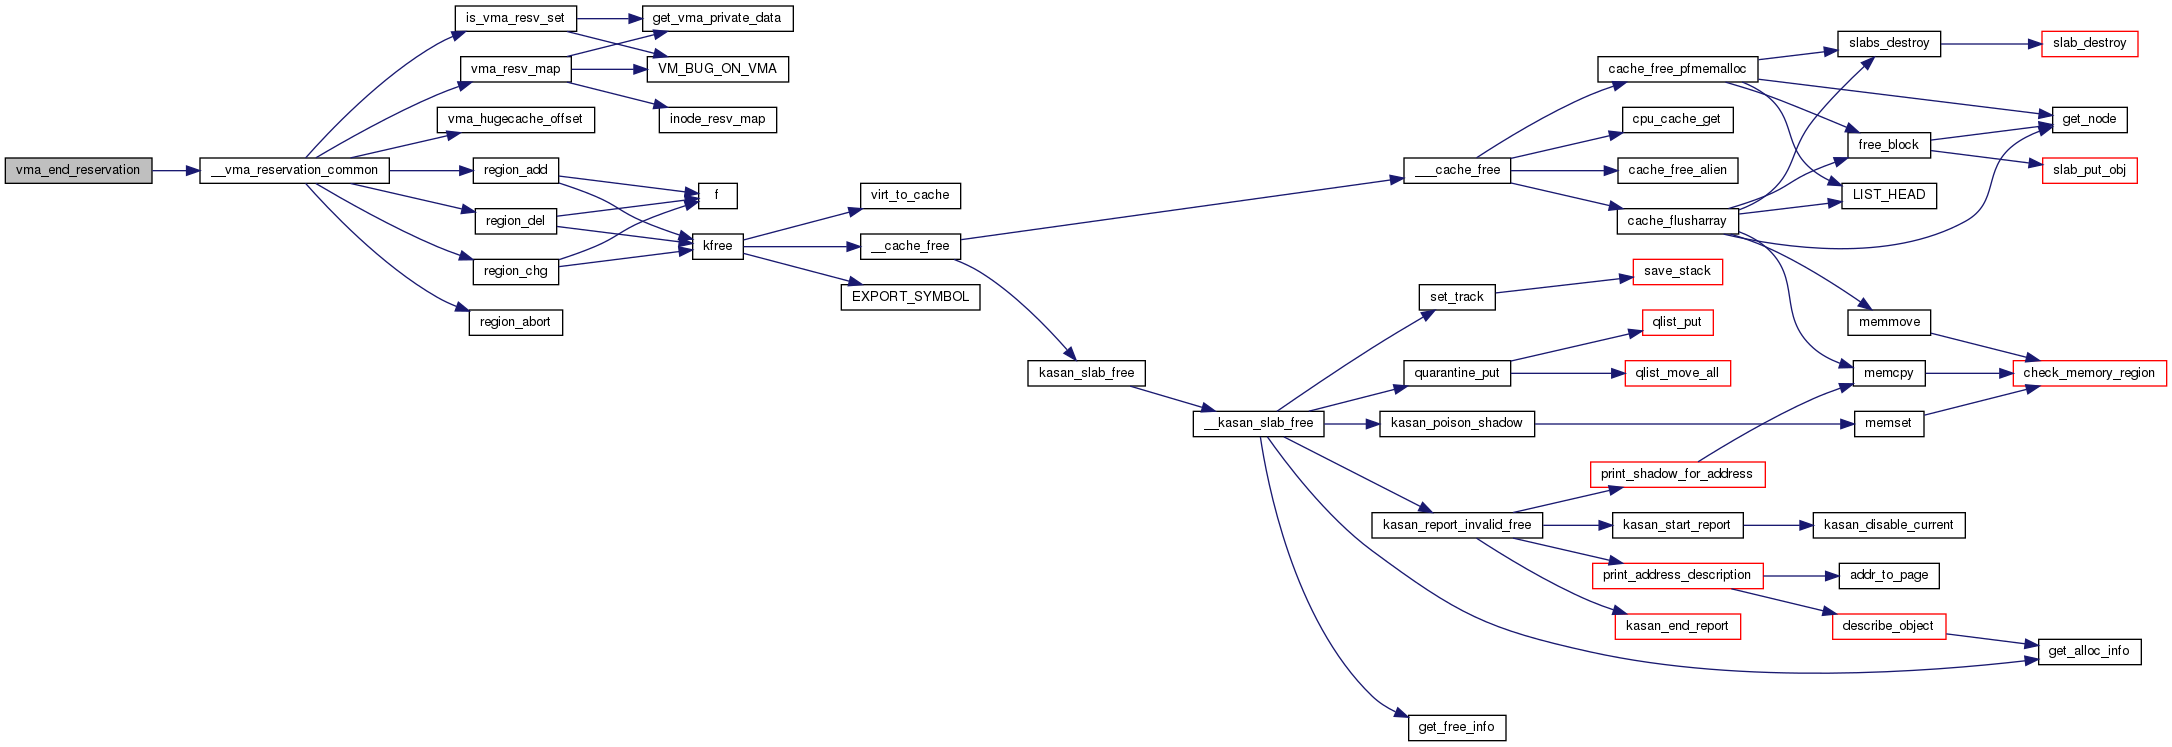 vma_end_reservation
__vma_reservation_common
is_vma_resv_set
vma_resv_map
vma_hugecache_offset
region_add
region_del
region_chg
region_abort
get_vma_private_data
VM_BUG_ON_VMA
inode_resv_map
f
kfree
virt_to_cache
__cache_free
EXPORT_SYMBOL
kasan_slab_free
__kasan_slab_free
___cache_free
set_track
quarantine_put
kasan_poison_shadow
kasan_report_invalid_free
get_free_info
cache_free_pfmemalloc
cpu_cache_get
cache_free_alien
cache_flusharray
save_stack
qlist_put
qlist_move_all
print_shadow_for_address
kasan_start_report
print_address_description
kasan_end_report
slabs_destroy
free_block
LIST_HEAD
memmove
memcpy
memset
kasan_disable_current
addr_to_page
describe_object
slab_destroy
get_node
slab_put_obj
check_memory_region
get_alloc_info